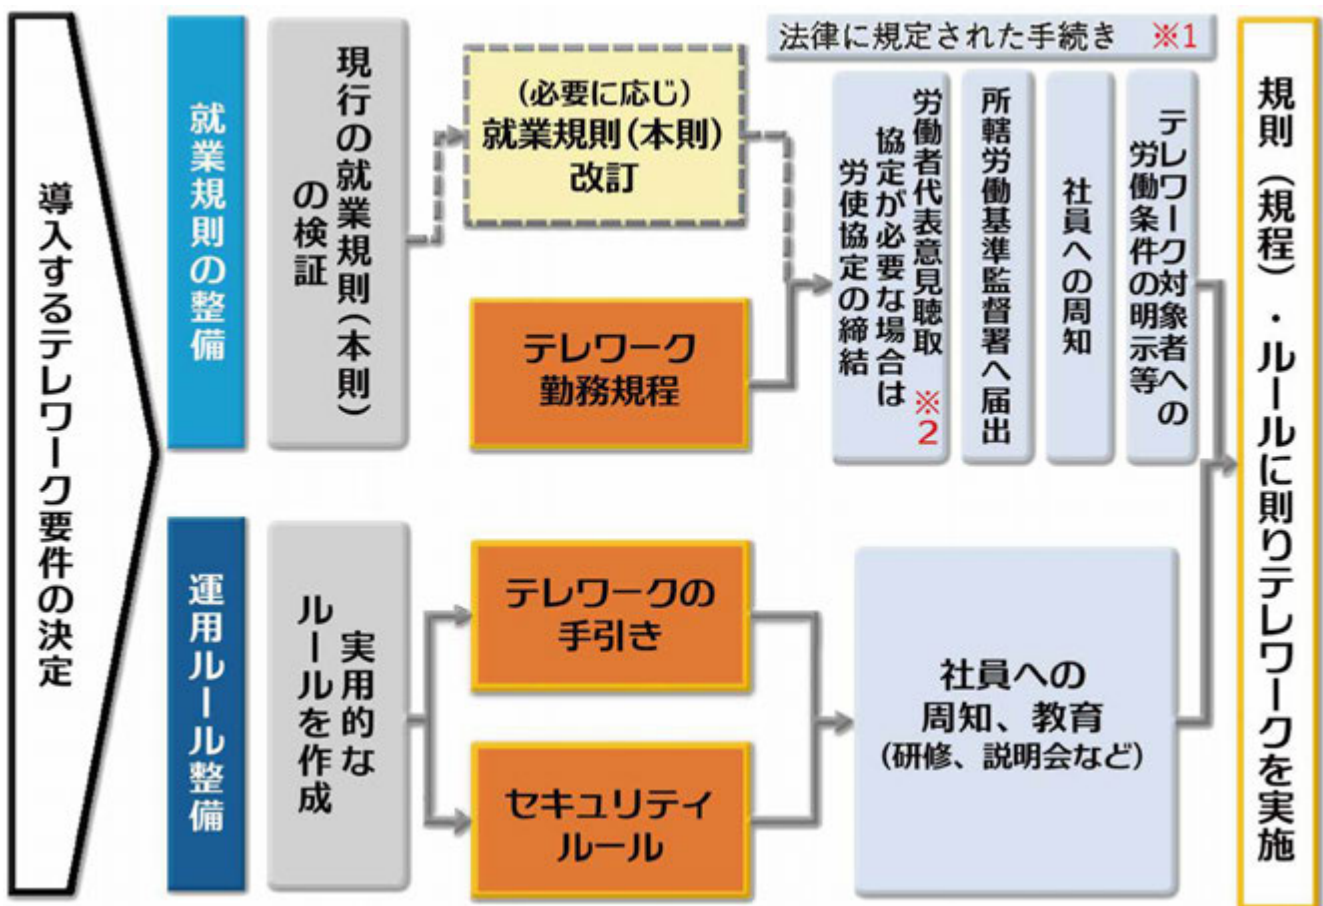 導入するテレワーク要件の決定
就業規則の整備
現行の就業規則(本則)
の検証
(必要に応じ)
就業規則(本則)
改訂
テレワーク
勤務規程
法律に規定された手続き ※1
労働者代表意見聴取 ※2
協定が必要な場合は
労使協定の締結
所轄労働基準監督署へ届出
社員への周知
テレワーク対象者への
労働条件の明示等
運用ルール整備
実用的な
ルールを作成
テレワークの
手引き
セキュリティ
ルール
社員への
周知、教育
(研修、説明会など)
規則(規程)・ルールに則りテレワークを実施